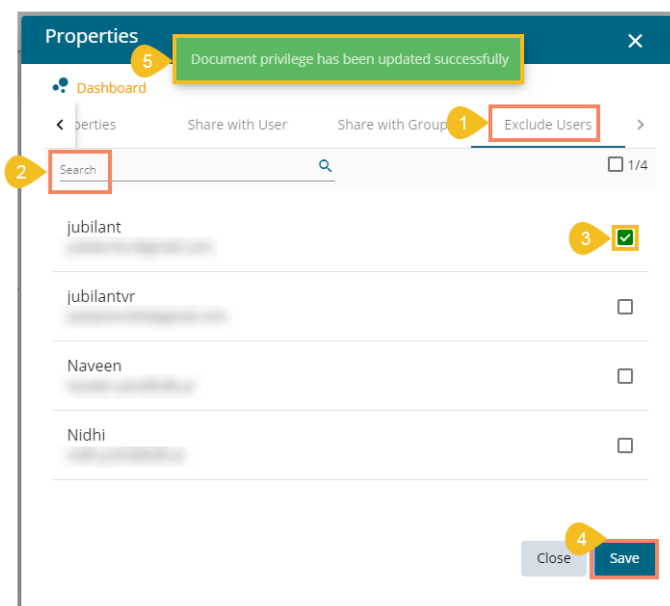 Properties
5
Document privilege has been updated successfully
Dashboard
perties Share with User Share with Group 1 Exclude Users
2 Search 1/4
jubilant
3
jubilantvr
Naveen
Nidhi
4
Close Save